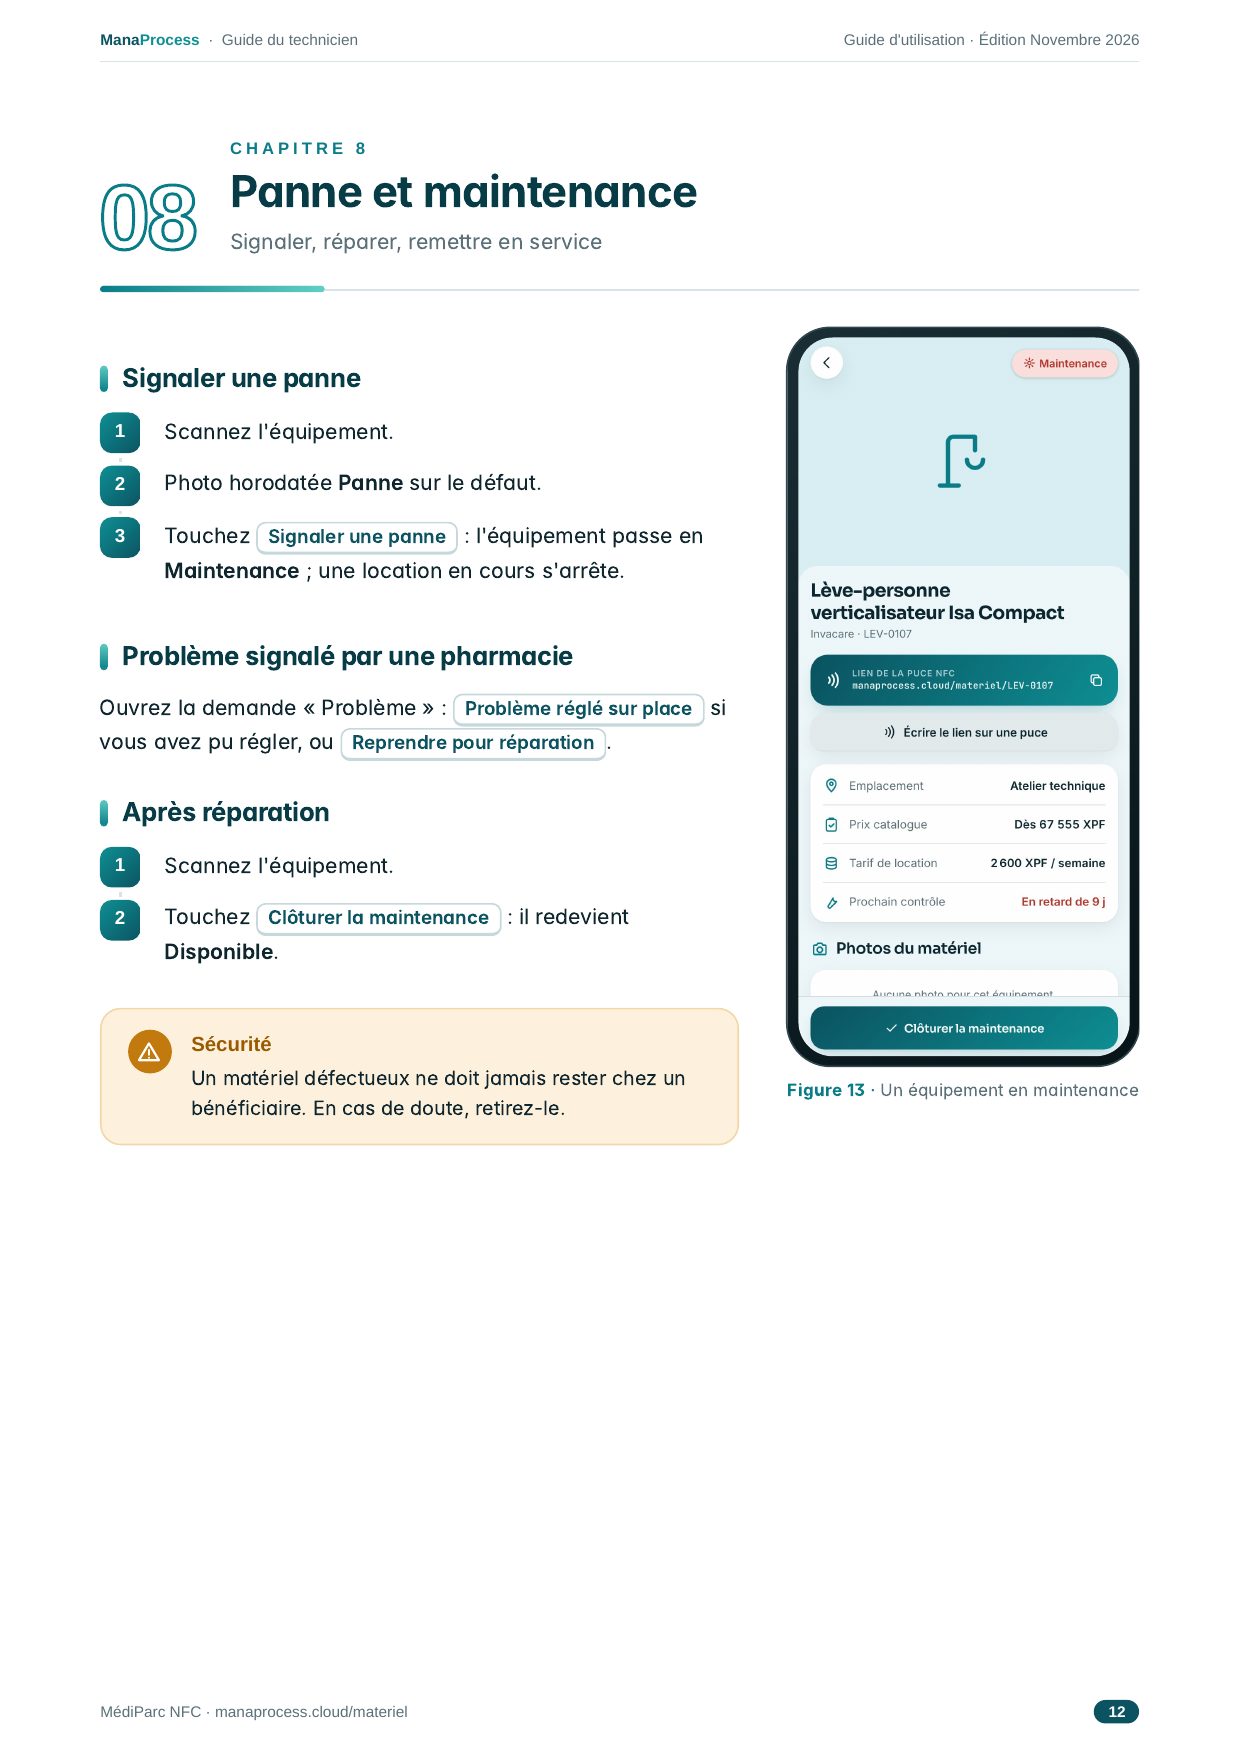 ManaProcess · Guide du technicien
Guide d'utilisation · Édition Novembre 2026
CHAPITRE 8
08
Panne et maintenance
Signaler, réparer, remettre en service
Signaler une panne
1 Scannez l'équipement.
2 Photo horodatée Panne sur le défaut.
3 Touchez Signaler une panne : l'équipement passe en
Maintenance ; une location en cours s'arrête.
Problème signalé par une pharmacie
Ouvrez la demande « Problème » : Problème réglé sur place si
vous avez pu régler, ou Reprendre pour réparation.
Après réparation
1 Scannez l'équipement.
2 Touchez Clôturer la maintenance : il redevient
Disponible.
Sécurité
Un matériel défectueux ne doit jamais rester chez un
bénéficiaire. En cas de doute, retirez-le.
Maintenance
Lève-personne
verticalisateur Isa Compact
Invacare · LEV-0107
LIEN DE LA PUCE NFC
manaprocess.cloud/materiel/LEV-0107
Écrire le lien sur une puce
Emplacement Atelier technique
Prix catalogue Dès 67 555 XPF
Tarif de location 2 600 XPF / semaine
Prochain contrôle En retard de 9 j
Photos du matériel
Aucune photo pour cet équipement
Clôturer la maintenance
Figure 13 · Un équipement en maintenance
MédiParc NFC · manaprocess.cloud/materiel
12